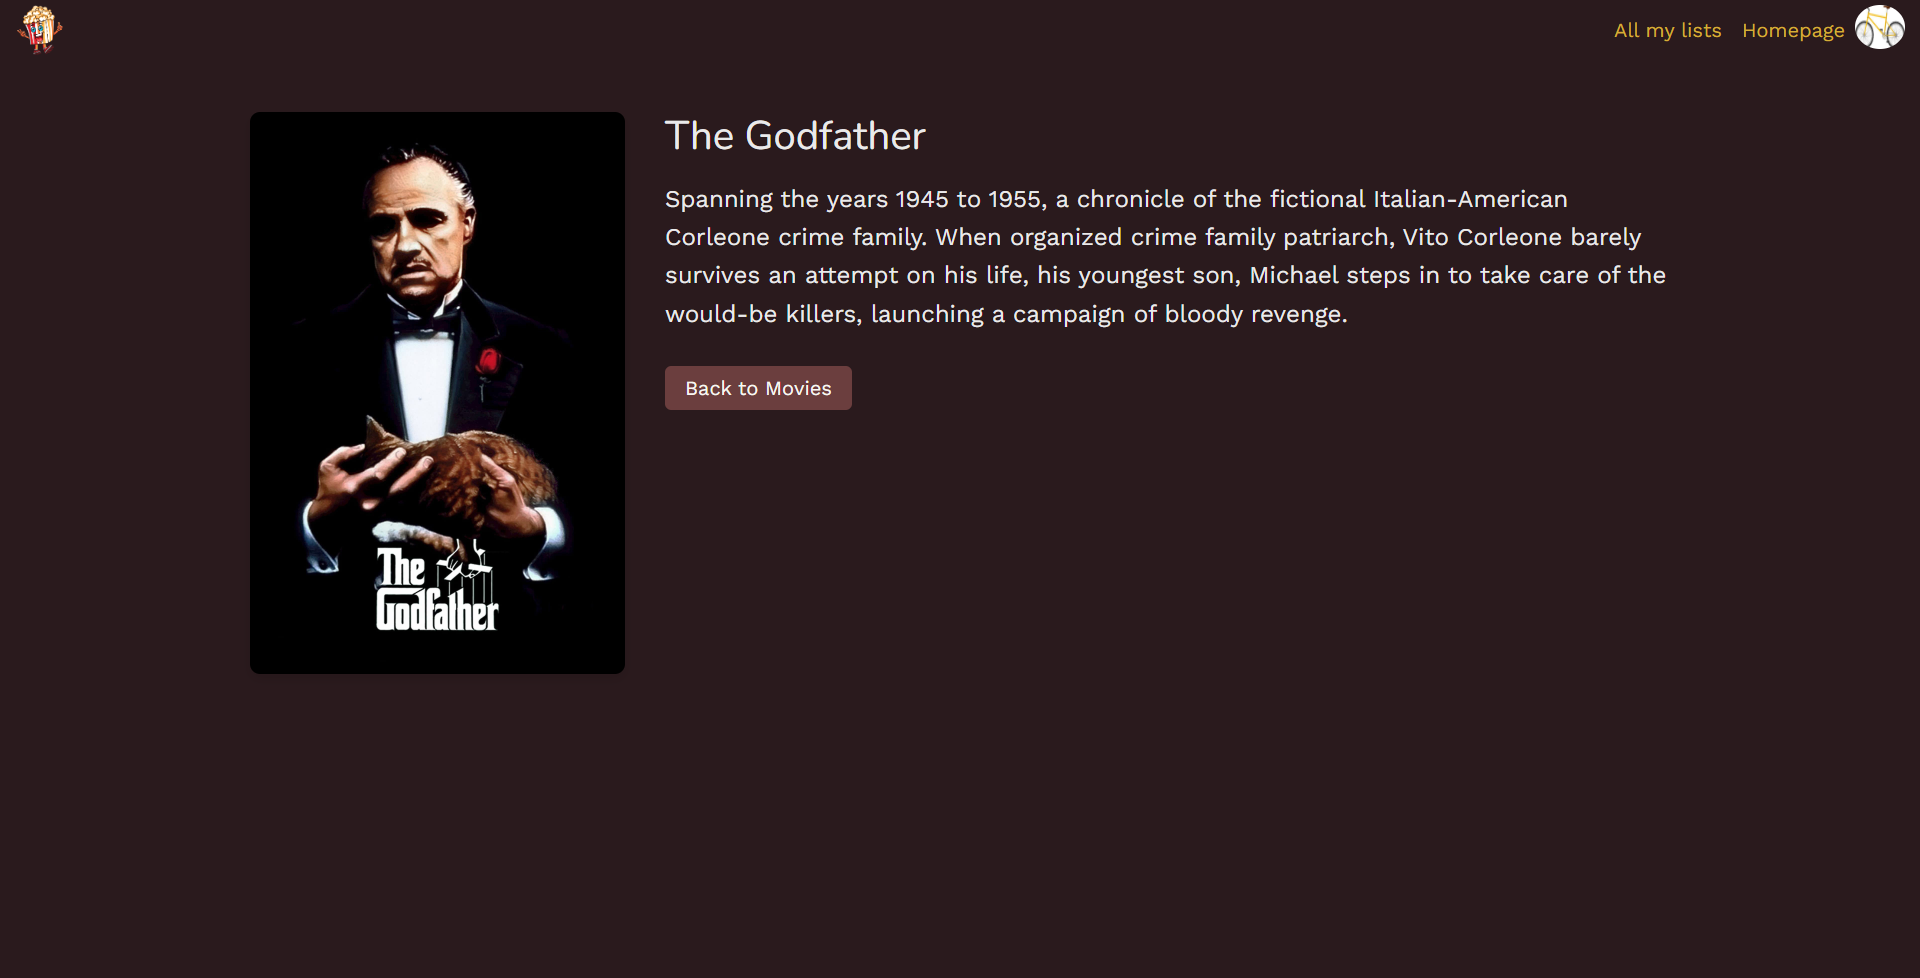 All my lists
Homepage
The Godfather
Spanning the years 1945 to 1955, a chronicle of the fictional Italian-American
Corleone crime family. When organized crime family patriarch, Vito Corleone barely
survives an attempt on his life, his youngest son, Michael steps in to take care of the
would-be killers, launching a campaign of bloody revenge.
Back to Movies
The
Godfather